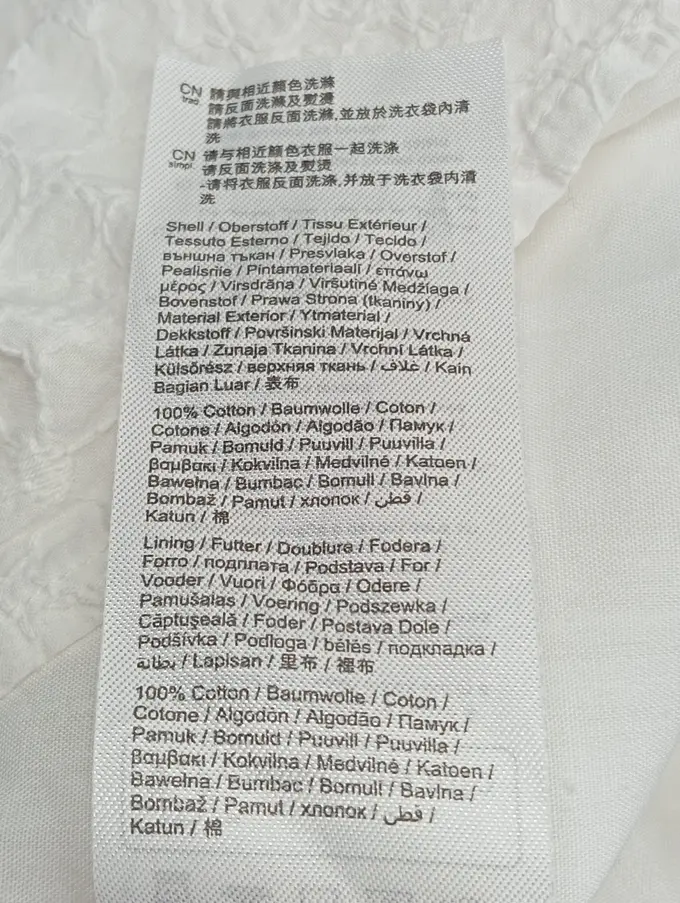 CN 請與相近顏色洗滌
trad. 請反面洗滌及熨燙
請將衣服反面洗滌,並放於洗衣袋內清
洗
CN 请与相近颜色衣服一起洗涤
simpl. 请反面洗涤及熨烫
-请将衣服反面洗涤,并放于洗衣袋内清
洗
Shell / Oberstoff / Tissu Extérieur /
Tessuto Esterno / Tejido / Tecido /
външна тъкан / Presvlaka / Overstof /
Pealisriie / Pintamateriaali / επάνω
μέρος / Virsdrāna / Viršutinė Medžiaga /
Bovenstof / Prawa Strona (tkaniny) /
Material Exterior / Ytmaterial /
Dekkstoff / Površinski Materijal / Vrchná
Látka / Zunaja Tkanina / Vrchní Látka /
Külsőrész / верхняя ткань / غلاف / Kain
Bagian Luar / 表布
100% Cotton / Baumwolle / Coton /
Cotone / Algodón / Algodão / Памук /
Pamuk / Bomuld / Puuvill / Puuvilla /
βαμβακι / Kokvilna / Medvilnė / Katoen /
Bawełna / Bumbac / Bomull / Bavlna /
Bombaž / Pamut / хлопок / قطن /
Katun / 棉
Lining / Futter / Doublure / Fodera /
Forro / подплата / Podstava / For /
Vooder / Vuori / Φόδρα / Odere /
Pamušalas / Voering / Podszewka /
Căptuşeală / Foder / Postava Dole /
Podšívka / Podloga / bélés / подкладка /
بطانة / Lapisan / 里布 / 裡布
100% Cotton / Baumwolle / Coton /
Cotone / Algodón / Algodão / Памук /
Pamuk / Bomuld / Puuvill / Puuvilla /
βαμβακι / Kokvilna / Medvilnė / Katoen /
Bawełna / Bumbac / Bomull / Bavlna /
Bombaž / Pamut / хлопок / قطن /
Katun / 棉